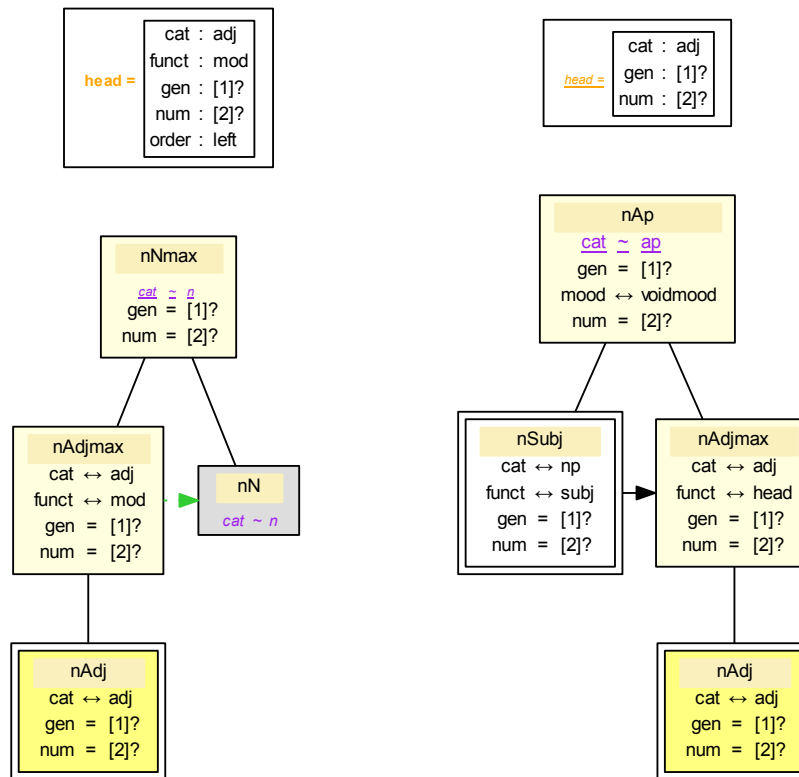 head =
cat : adj
funct : mod
gen : [1]?
num : [2]?
order : left
head =
cat : adj
gen : [1]?
num : [2]?
nNmax
cat ~ n
gen = [1]?
num = [2]?
nAdjmax
cat ↔ adj
funct ↔ mod
gen = [1]?
num = [2]?
nN
cat ~ n
nAdj
cat ↔ adj
gen = [1]?
num = [2]?
nAp
cat ~ ap
gen = [1]?
mood ↔ voidmood
num = [2]?
nSubj
cat ↔ np
funct ↔ subj
gen = [1]?
num = [2]?
nAdjmax
cat ↔ adj
funct ↔ head
gen = [1]?
num = [2]?
nAdj
cat ↔ adj
gen = [1]?
num = [2]?